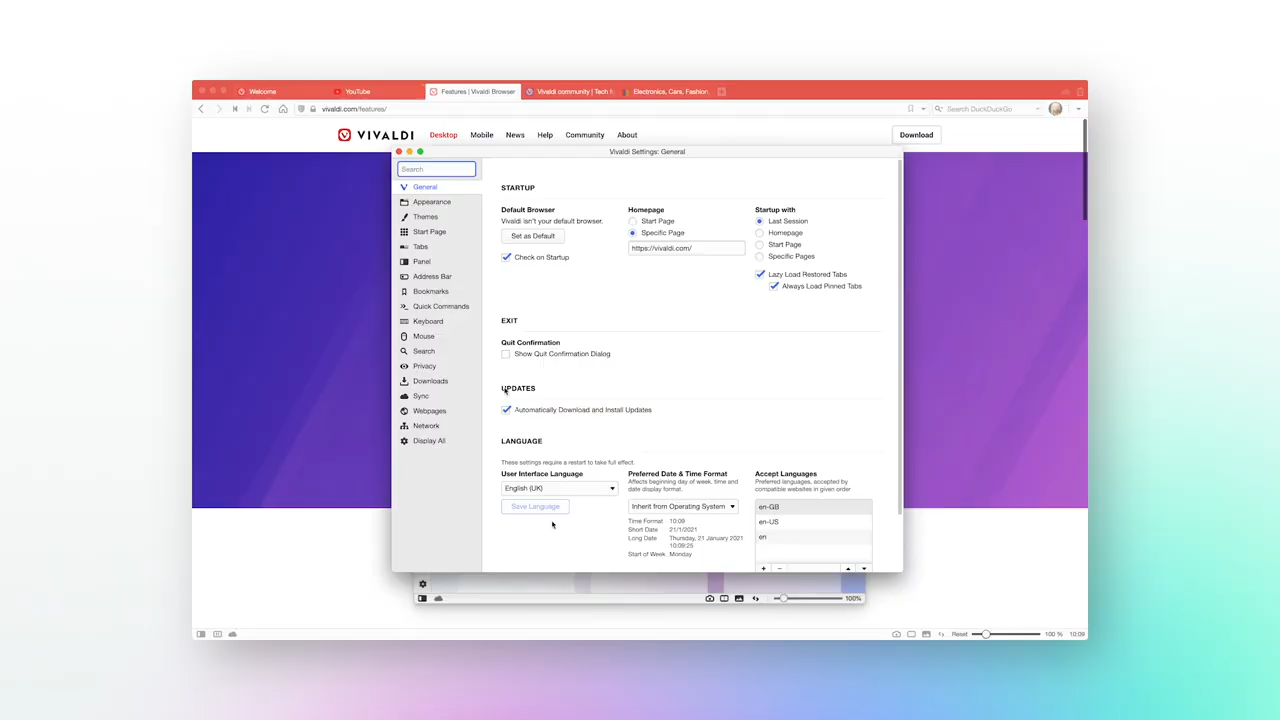 Welcome YouTube Features | Vivaldi Browser Vivaldi community | Tech Electronics, Cars, Fashion,
vivaldi.com/features/ Search DuckDuckGo
VIVALDI Desktop Mobile News Help Community About Download
Vivaldi Settings: General
Search
General
Appearance
Themes
Start Page
Tabs
Panel
Address Bar
Bookmarks
Quick Commands
Keyboard
Mouse
Search
Privacy
Downloads
Sync
Webpages
Network
Display All
STARTUP
Default Browser
Vivaldi isn't your default browser.
Set as Default
Check on Startup
Homepage
Start Page
Specific Page
https://vivaldi.com/
Startup with
Last Session
Homepage
Start Page
Specific Pages
Lazy Load Restored Tabs
Always Load Pinned Tabs
EXIT
Quit Confirmation
Show Quit Confirmation Dialog
UPDATES
Automatically Download and Install Updates
LANGUAGE
These settings require a restart to take full effect.
User Interface Language
English (UK)
Save Language
Preferred Date & Time Format
Affects beginning day of week, time and
date display format.
Inherit from Operating System
Time Format 10:09
Short Date 21/1/2021
Long Date Thursday, 21 January 2021
10:09:25
Start of Week Monday
Accept Languages
Preferred languages, accepted by
compatible websites in given order
en-GB
en-US
en
100%
Reset 100 % 10:09